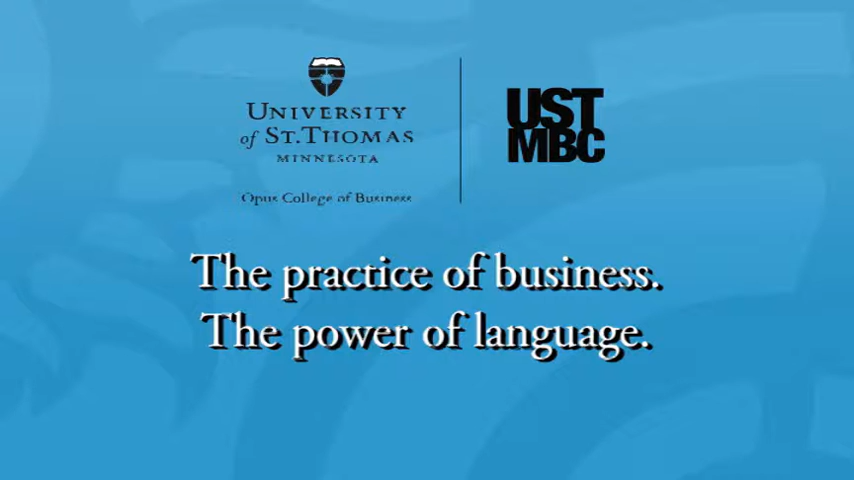 UNIVERSITY
of ST. THOMAS
MINNESOTA
Opus College of Business
UST
MBC
The practice of business.
The power of language.